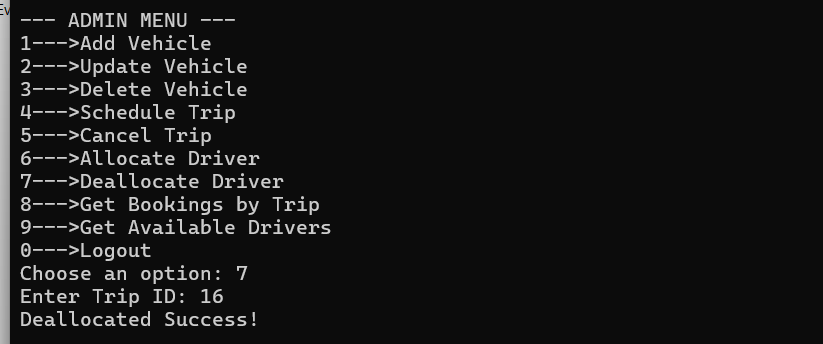 Ev
--- ADMIN MENU ---
1--->Add Vehicle
2--->Update Vehicle
3--->Delete Vehicle
4--->Schedule Trip
5--->Cancel Trip
6--->Allocate Driver
7--->Deallocate Driver
8--->Get Bookings by Trip
9--->Get Available Drivers
0--->Logout
Choose an option: 7
Enter Trip ID: 16
Deallocated Success!